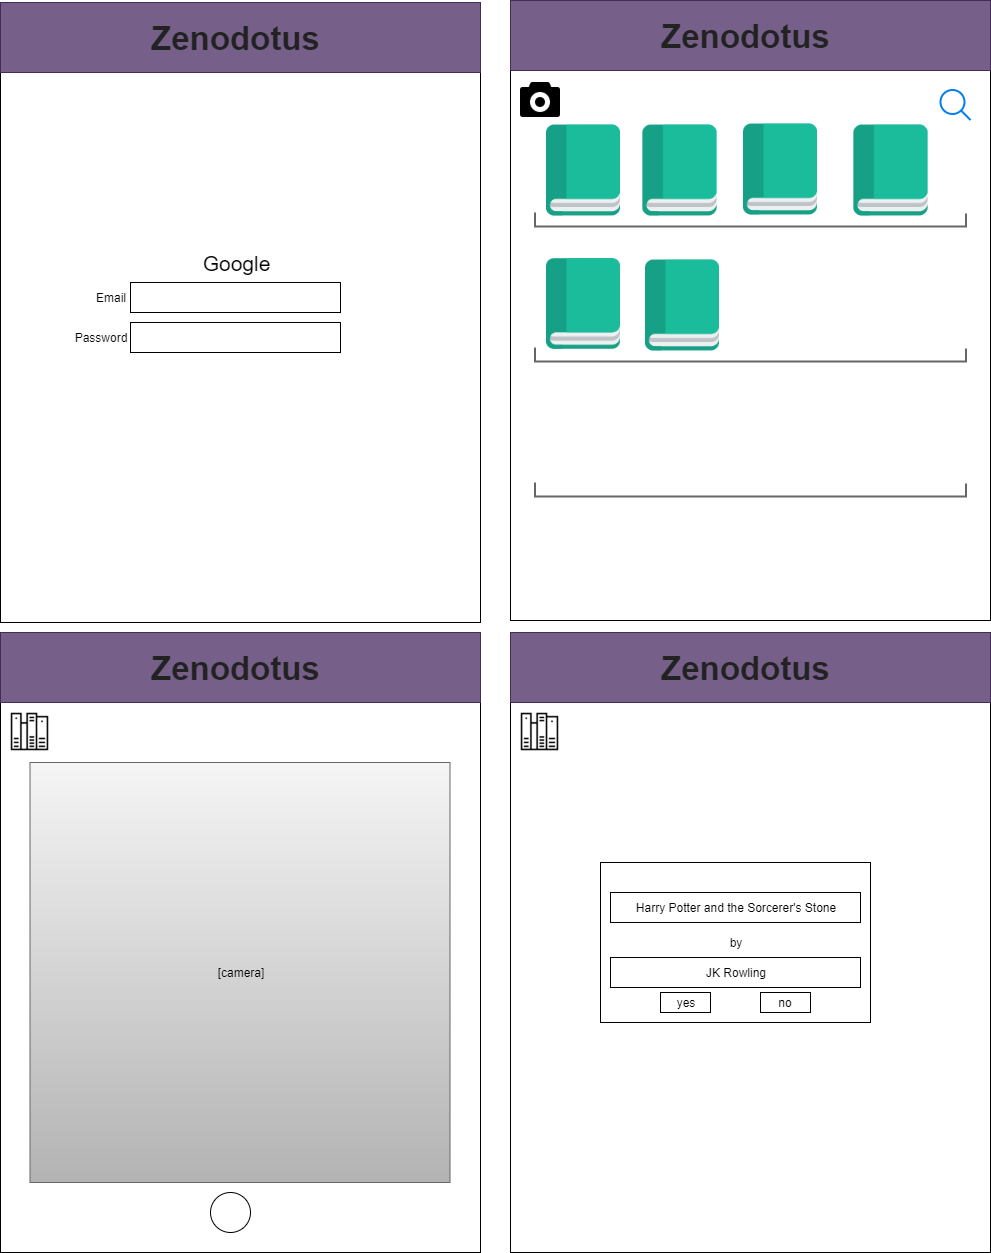 Zenodotus
Google
Email
Password
Zenodotus
Zenodotus
[camera]
Zenodotus
Harry Potter and the Sorcerer's Stone
by
JK Rowling
yes no